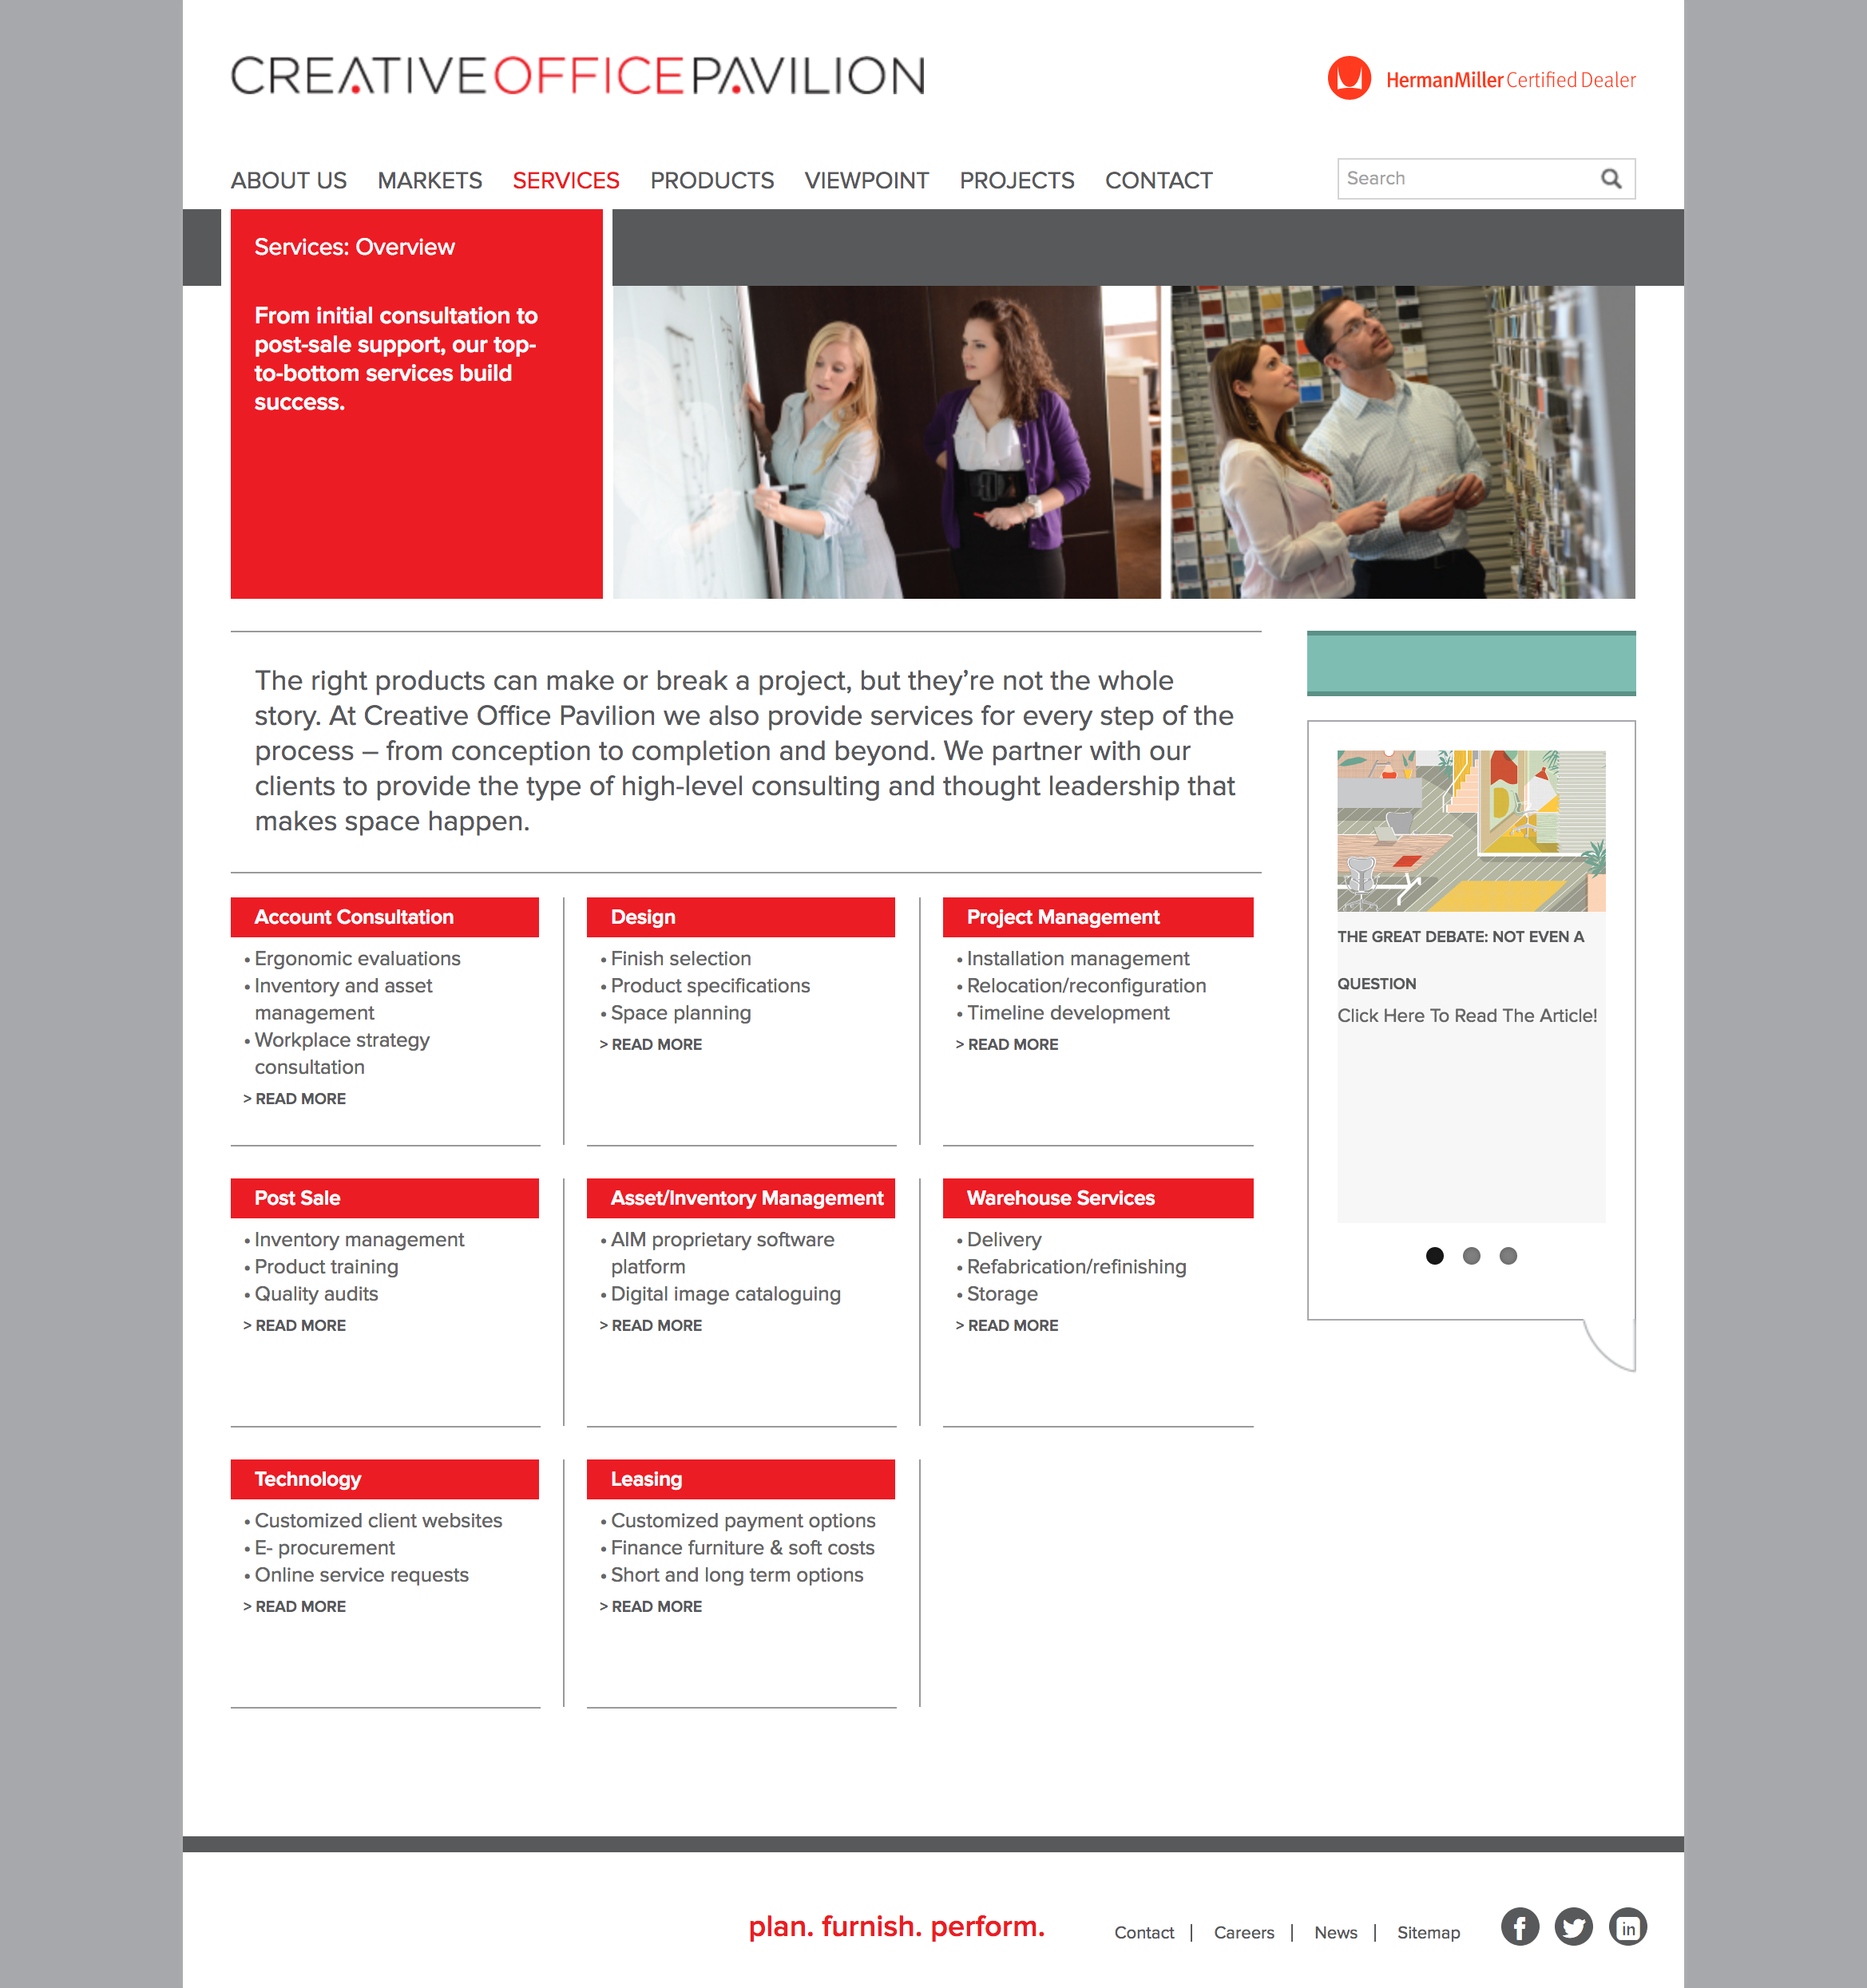 CREATIVEOFFICEPAVILION
HermanMiller Certified Dealer
ABOUT US MARKETS SERVICES PRODUCTS VIEWPOINT PROJECTS CONTACT
Search
Services: Overview
From initial consultation to
post-sale support, our top-
to-bottom services build
success.
The right products can make or break a project, but they’re not the whole
story. At Creative Office Pavilion we also provide services for every step of the
process – from conception to completion and beyond. We partner with our
clients to provide the type of high-level consulting and thought leadership that
makes space happen.
Account Consultation
• Ergonomic evaluations
• Inventory and asset
management
• Workplace strategy
consultation
> READ MORE
Design
• Finish selection
• Product specifications
• Space planning
> READ MORE
Project Management
• Installation management
• Relocation/reconfiguration
• Timeline development
> READ MORE
Post Sale
• Inventory management
• Product training
• Quality audits
> READ MORE
Asset/Inventory Management
• AIM proprietary software
platform
• Digital image cataloguing
> READ MORE
Warehouse Services
• Delivery
• Refabrication/refinishing
• Storage
> READ MORE
Technology
• Customized client websites
• E- procurement
• Online service requests
> READ MORE
Leasing
• Customized payment options
• Finance furniture & soft costs
• Short and long term options
> READ MORE
THE GREAT DEBATE: NOT EVEN A
QUESTION
Click Here To Read The Article!
plan. furnish. perform.
Contact | Careers | News | Sitemap
f
in